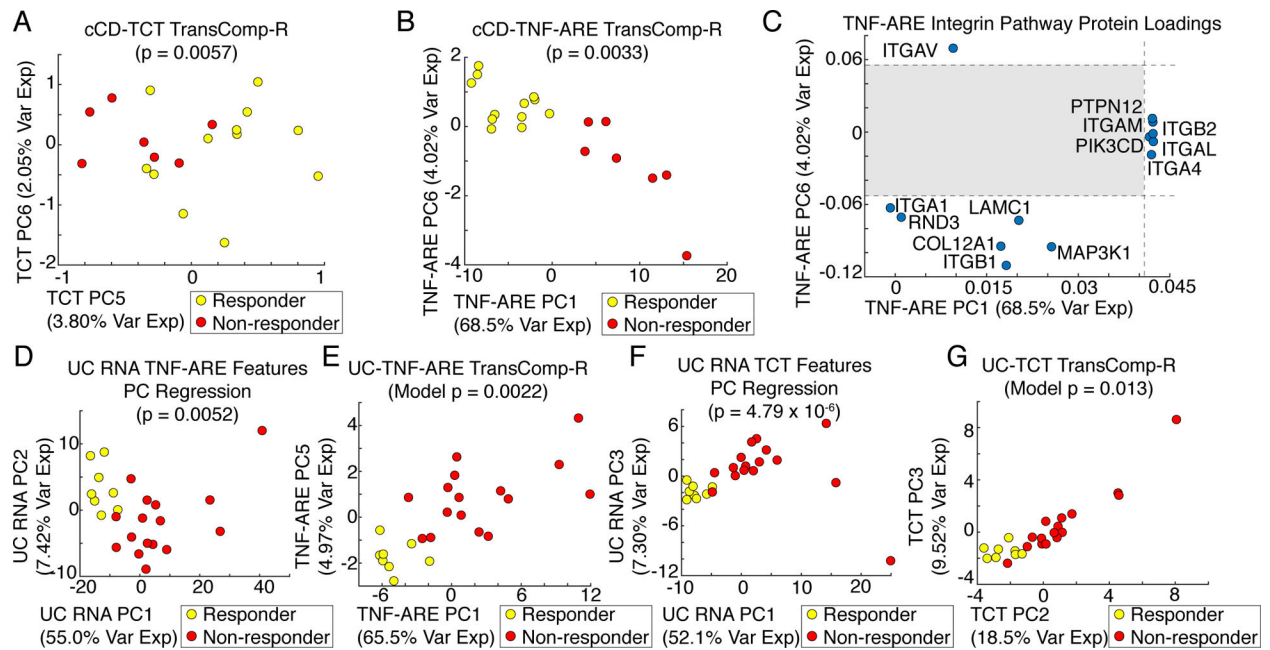 A
cCD-TCT TransComp-R
(p = 0.0057)
TCT PC6 (2.05% Var Exp)
1
0
-1
-2
-1
0
1
TCT PC5
(3.80% Var Exp)
Responder
Non-responder
B
cCD-TNF-ARE TransComp-R
(p = 0.0033)
TNF-ARE PC6 (4.02% Var Exp)
2
0
-2
-4
-10
0
10
20
TNF-ARE PC1
(68.5% Var Exp)
Responder
Non-responder
C
TNF-ARE Integrin Pathway Protein Loadings
TNF-ARE PC6 (4.02% Var Exp)
0.06
0
-0.06
-0.12
ITGAV
PTPN12
ITGAM
ITGB2
PIK3CD
ITGAL
ITGA4
ITGA1
RND3
LAMC1
COL12A1
ITGB1
MAP3K1
0
0.015
0.030
0.045
TNF-ARE PC1 (68.5% Var Exp)
D
UC RNA TNF-ARE Features
PC Regression
(p = 0.0052)
UC RNA PC2
(7.42% Var Exp)
10
0
-10
-20
0
20
40
60
UC RNA PC1
(55.0% Var Exp)
Responder
Non-responder
E
UC-TNF-ARE TransComp-R
(Model p = 0.0022)
TNF-ARE PC5
(4.97% Var Exp)
4
2
0
-2
-8
-4
0
4
8
12
TNF-ARE PC1
(65.5% Var Exp)
Responder
Non-responder
F
UC RNA TCT Features
PC Regression
(p = 4.79 x 10⁻⁶)
UC RNA PC3
(7.30% Var Exp)
12
6
0
-6
-12
-10
0
10
20
UC RNA PC1
(52.1% Var Exp)
Responder
Non-responder
G
UC-TCT TransComp-R
(Model p = 0.013)
TCT PC3
(9.52% Var Exp)
8
4
0
-4
-4
0
4
8
TCT PC2
(18.5% Var Exp)
Responder
Non-responder